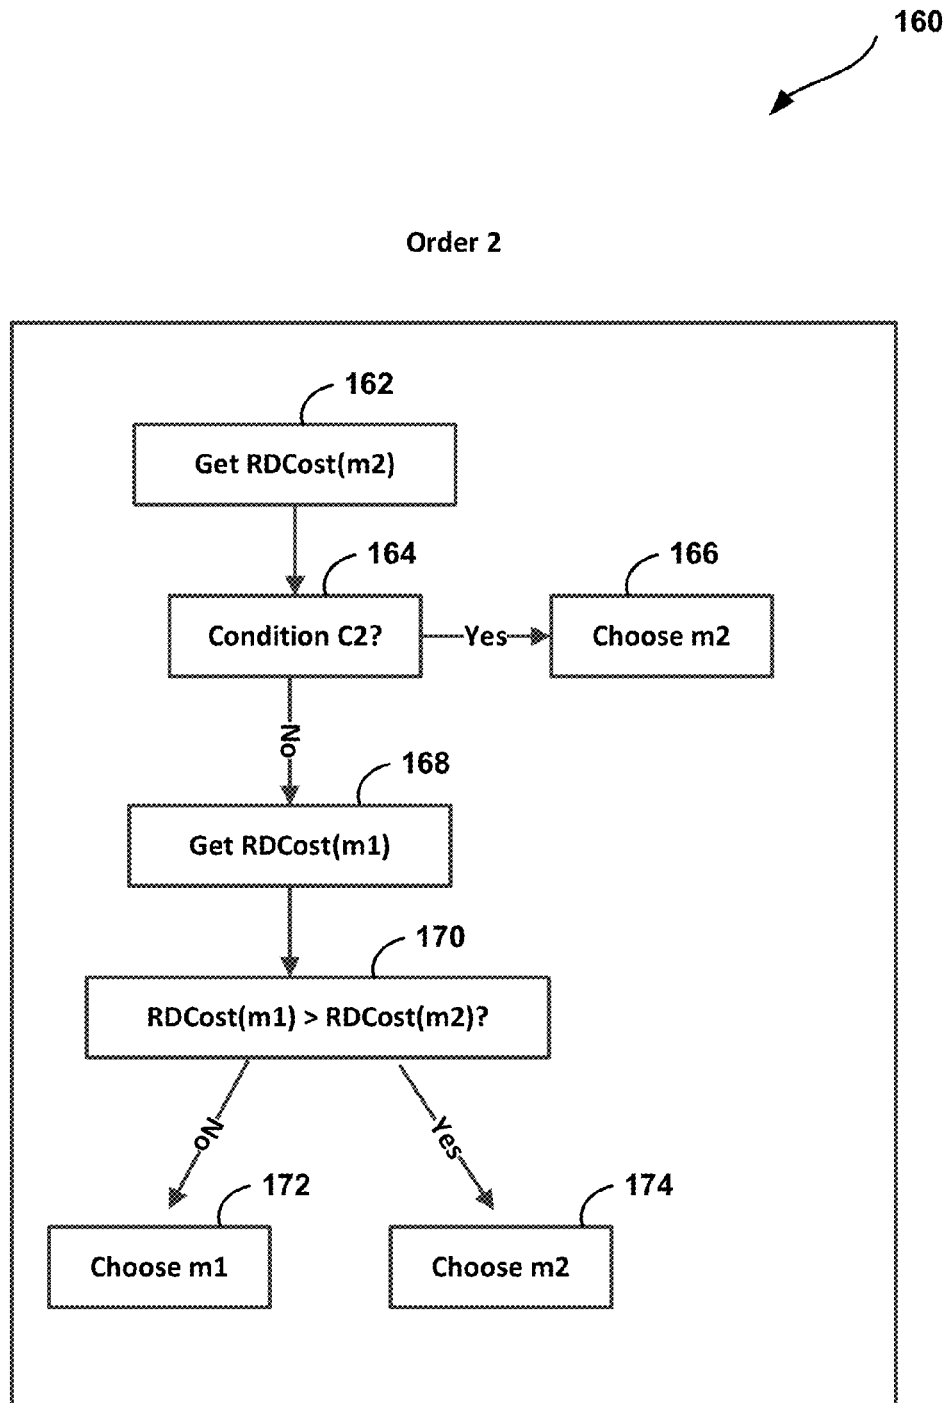 160
Order 2
162
Get RDCost(m2)
164
166
Condition C2?
Yes
Choose m2
No
168
Get RDCost(m1)
170
RDCost(m1) > RDCost(m2)?
No
Yes
172
174
Choose m1
Choose m2